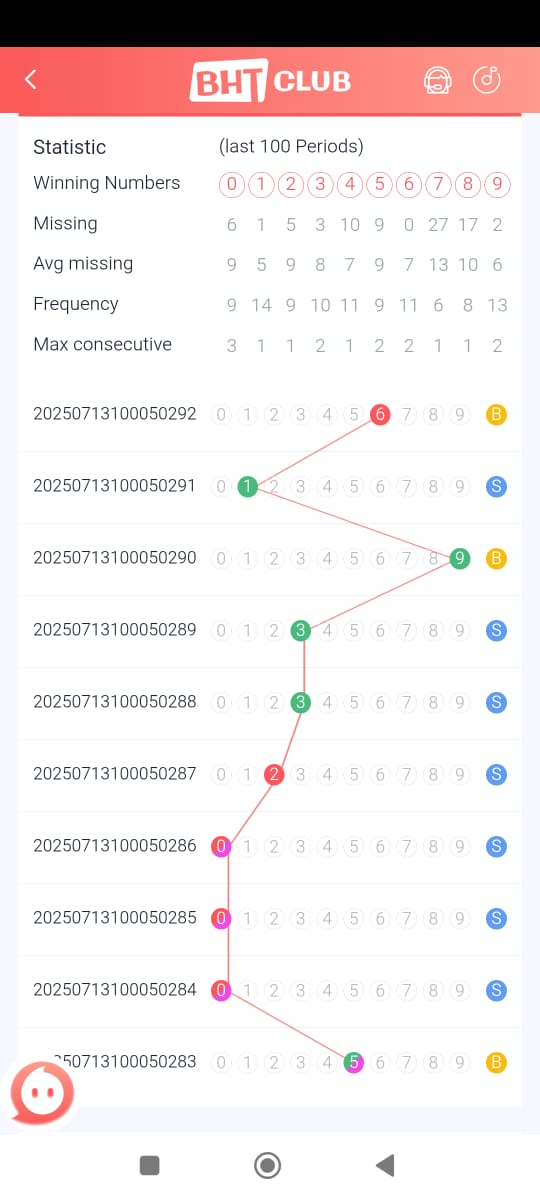 BHT CLUB
Statistic (last 100 Periods)
Winning Numbers 0 1 2 3 4 5 6 7 8 9
Missing 6 1 5 3 10 9 0 27 17 2
Avg missing 9 5 9 8 7 9 7 13 10 6
Frequency 9 14 9 10 11 9 11 6 8 13
Max consecutive 3 1 1 2 1 2 2 1 1 2
20250713100050292 0 1 2 3 4 5 6 7 8 9 B
20250713100050291 0 1 2 3 4 5 6 7 8 9 S
20250713100050290 0 1 2 3 4 5 6 7 8 9 B
20250713100050289 0 1 2 3 4 5 6 7 8 9 S
20250713100050288 0 1 2 3 4 5 6 7 8 9 S
20250713100050287 0 1 2 3 4 5 6 7 8 9 S
20250713100050286 0 1 2 3 4 5 6 7 8 9 S
20250713100050285 0 1 2 3 4 5 6 7 8 9 S
20250713100050284 0 1 2 3 4 5 6 7 8 9 S
250713100050283 0 1 2 3 4 5 6 7 8 9 B